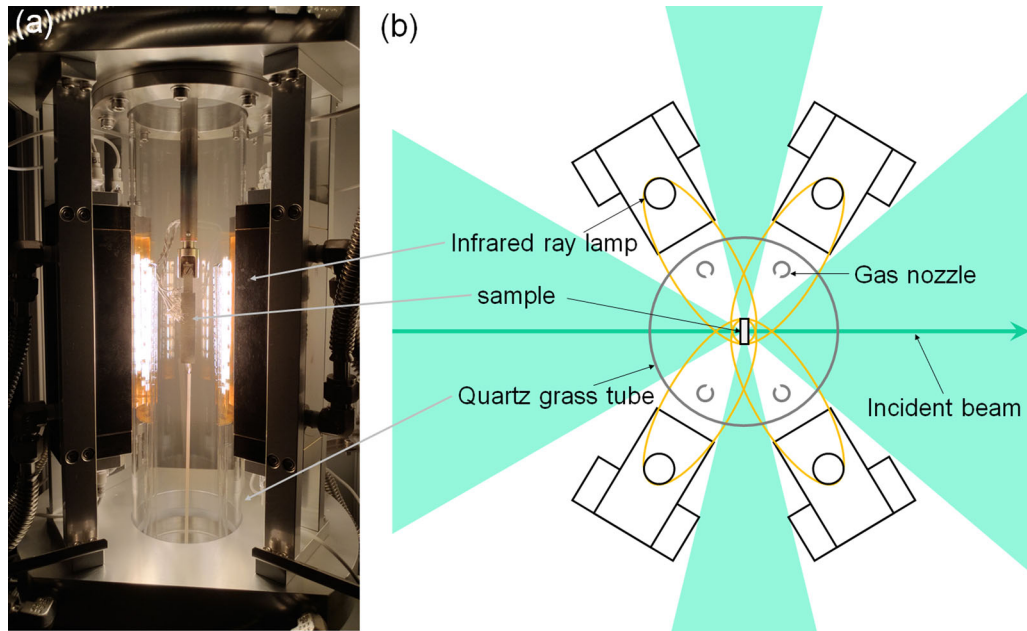 (a)
(b)
Infrared ray lamp
Gas nozzle
sample
Quartz grass tube
Incident beam